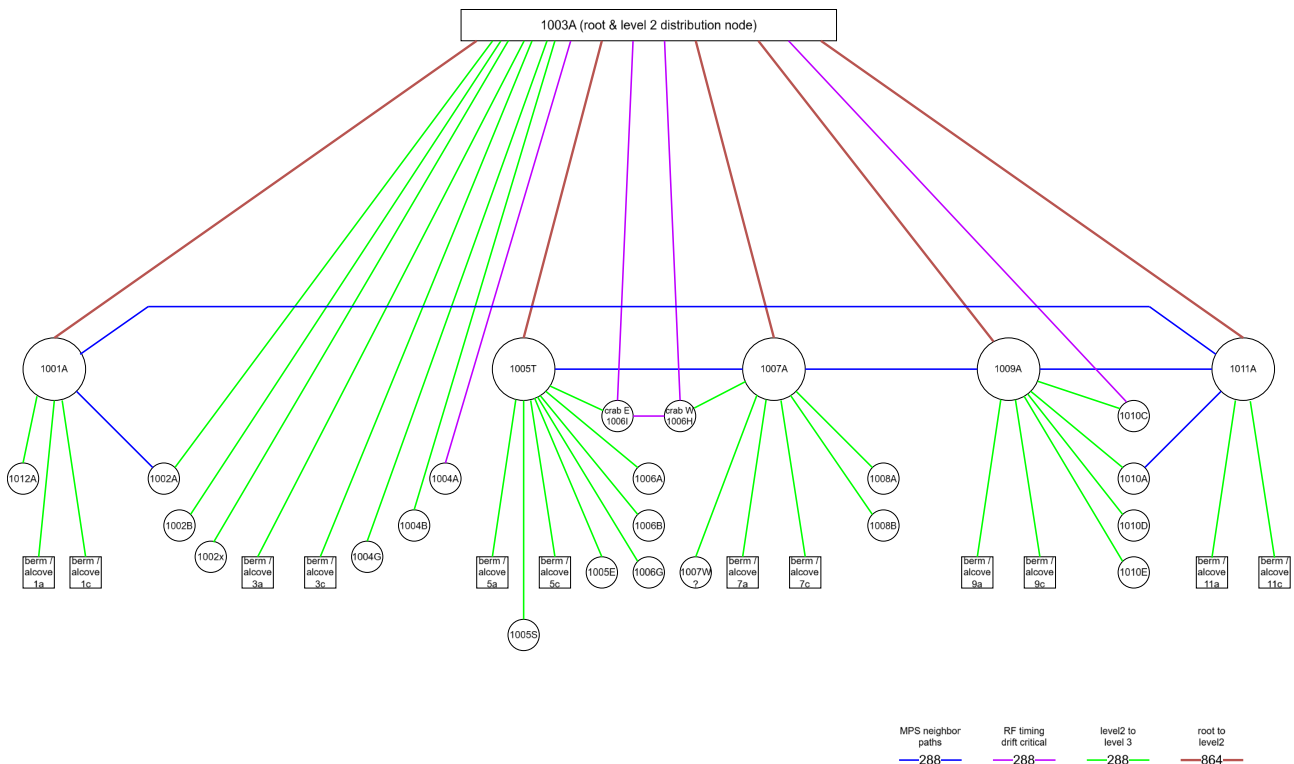 1003A (root & level 2 distribution node)
1001A
1005T
1007A
1009A
1011A
crab E
1006I
crab W
1006H
1010C
1012A
1002A
1004A
1006A
1008A
1010A
1002B
1004B
1006B
1008B
1010D
1002x
1004G
berm /
alcove
1a
berm /
alcove
1c
berm /
alcove
3a
berm /
alcove
3c
berm /
alcove
5a
berm /
alcove
5c
1005E
1006G
1007W
?
berm /
alcove
7a
berm /
alcove
7c
berm /
alcove
9a
berm /
alcove
9c
1010E
berm /
alcove
11a
berm /
alcove
11c
1005S
MPS neighbor
paths
288
RF timing
drift critical
288
level2 to
level 3
288
root to
level2
864